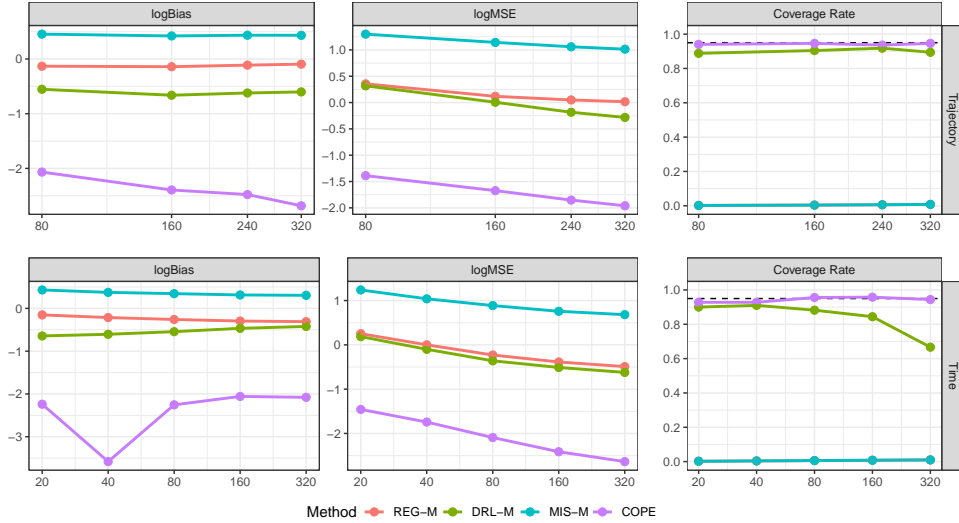 logBias
logMSE
Coverage Rate
0
−1
−2
80 160 240 320
1.0
0.5
0.0
−0.5
−1.0
−1.5
−2.0
80 160 240 320
1.0
0.8
0.6
0.4
0.2
0.0
80 160 240 320
Trajectory
logBias
logMSE
Coverage Rate
0
−1
−2
−3
20 40 80 160 320
1
0
−1
−2
20 40 80 160 320
1.0
0.8
0.6
0.4
0.2
0.0
20 40 80 160 320
Time
Method REG−M DRL−M MIS−M COPE